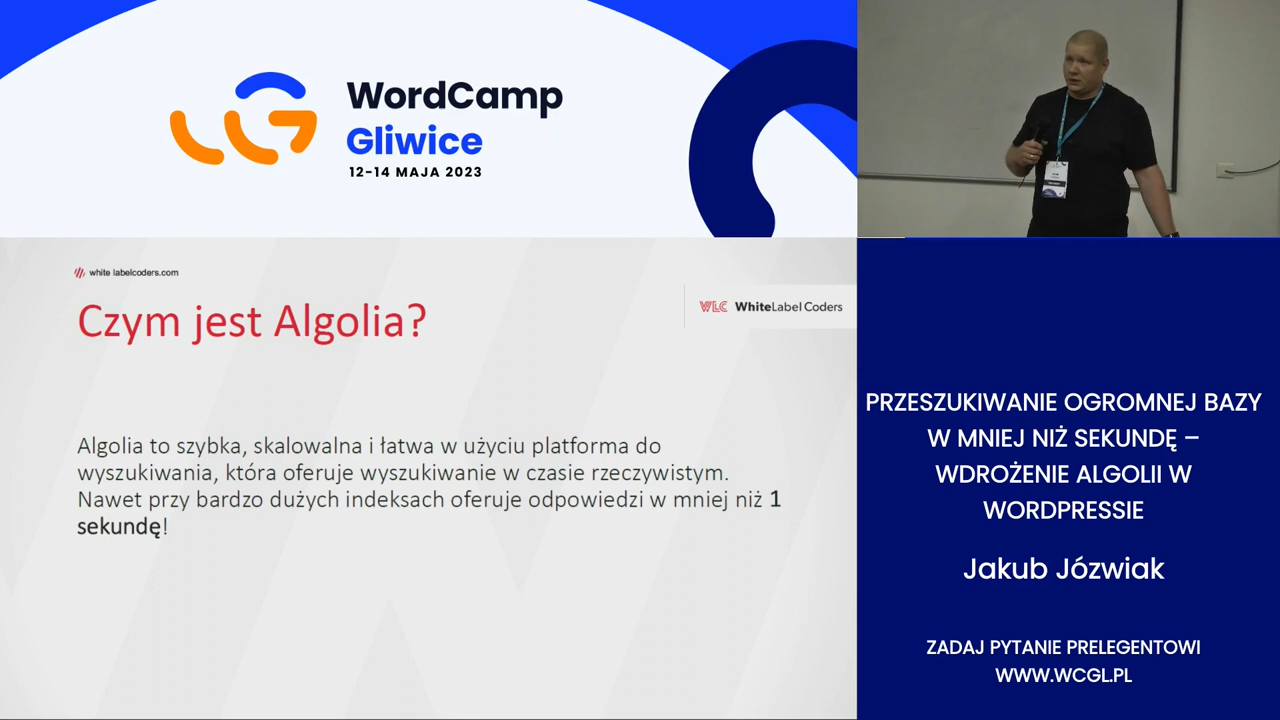 WordCamp
Gliwice
12-14 MAJA 2023
white labelcoders.com
Czym jest Algolia?
WLC WhiteLabel Coders
Algolia to szybka, skalowalna i łatwa w użyciu platforma do
wyszukiwania, która oferuje wyszukiwanie w czasie rzeczywistym.
Nawet przy bardzo dużych indeksach oferuje odpowiedzi w mniej niż 1
sekundę!
PRZESZUKIWANIE OGROMNEJ BAZY
W MNIEJ NIŻ SEKUNDĘ –
WDROŻENIE ALGOLII W
WORDPRESSIE
Jakub Józwiak
ZADAJ PYTANIE PRELEGENTOWI
WWW.WCGL.PL